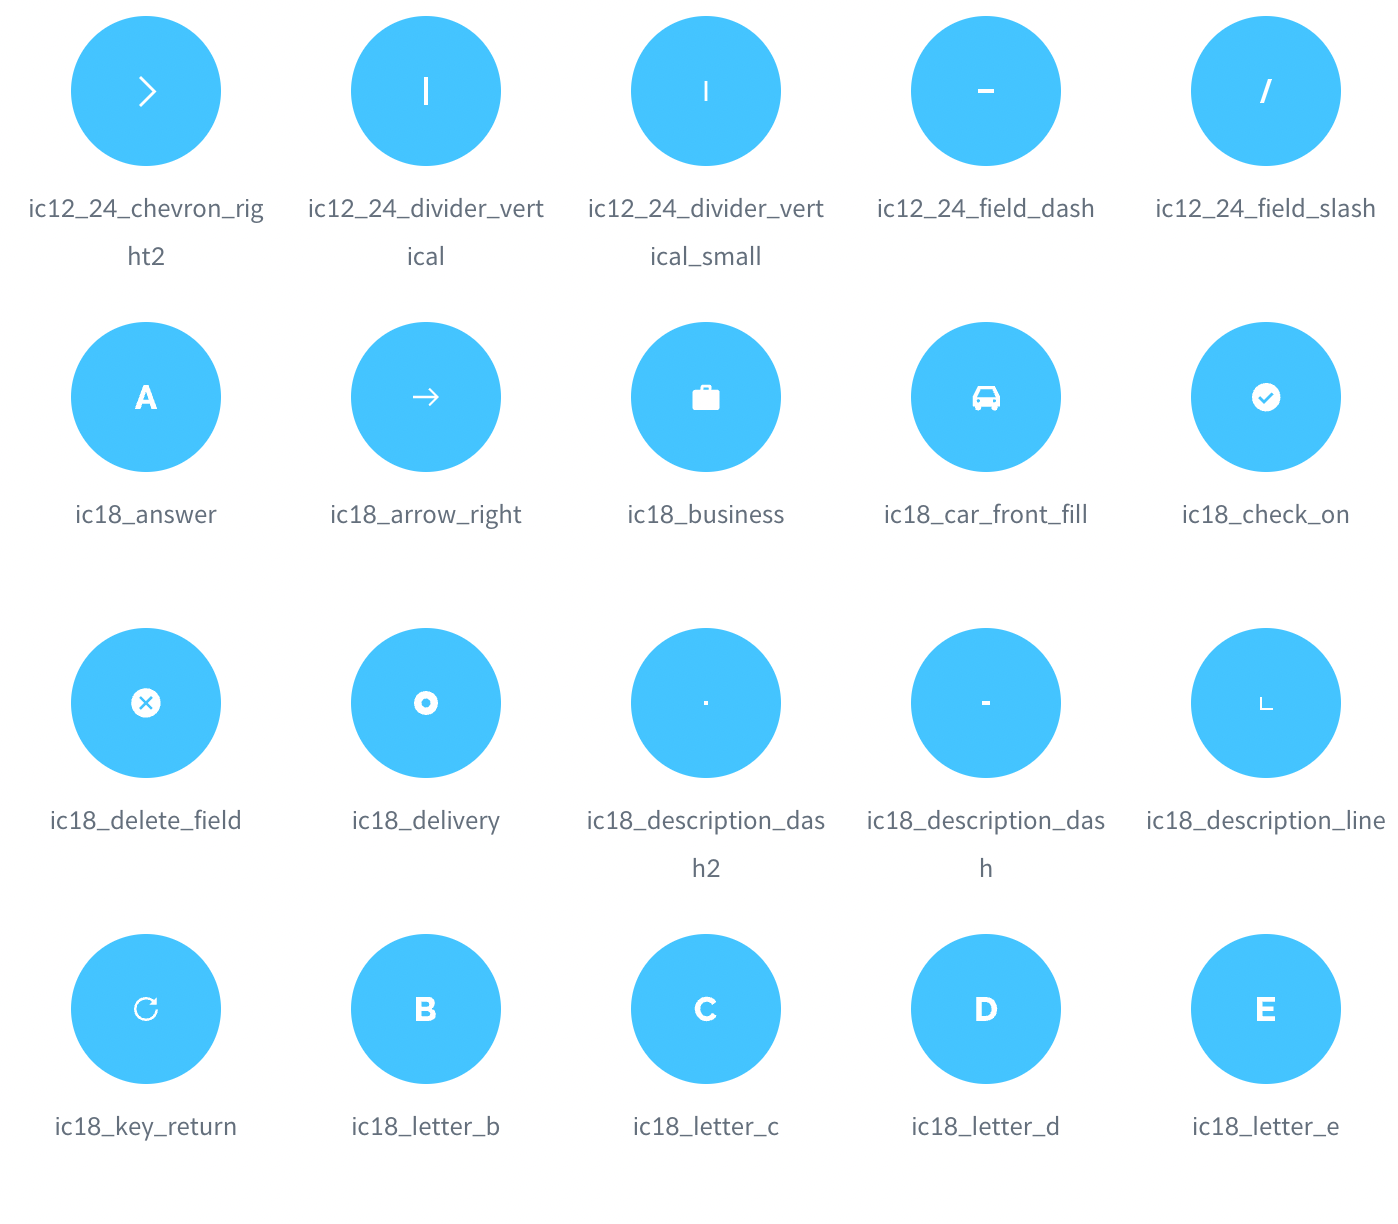 ic12_24_chevron_rig
ht2
ic12_24_divider_vert
ical
ic12_24_divider_vert
ical_small
ic12_24_field_dash
ic12_24_field_slash
A
ic18_answer
ic18_arrow_right
ic18_business
ic18_car_front_fill
ic18_check_on
ic18_delete_field
ic18_delivery
ic18_description_das
h2
ic18_description_das
h
ic18_description_line
ic18_key_return
B
ic18_letter_b
C
ic18_letter_c
D
ic18_letter_d
E
ic18_letter_e